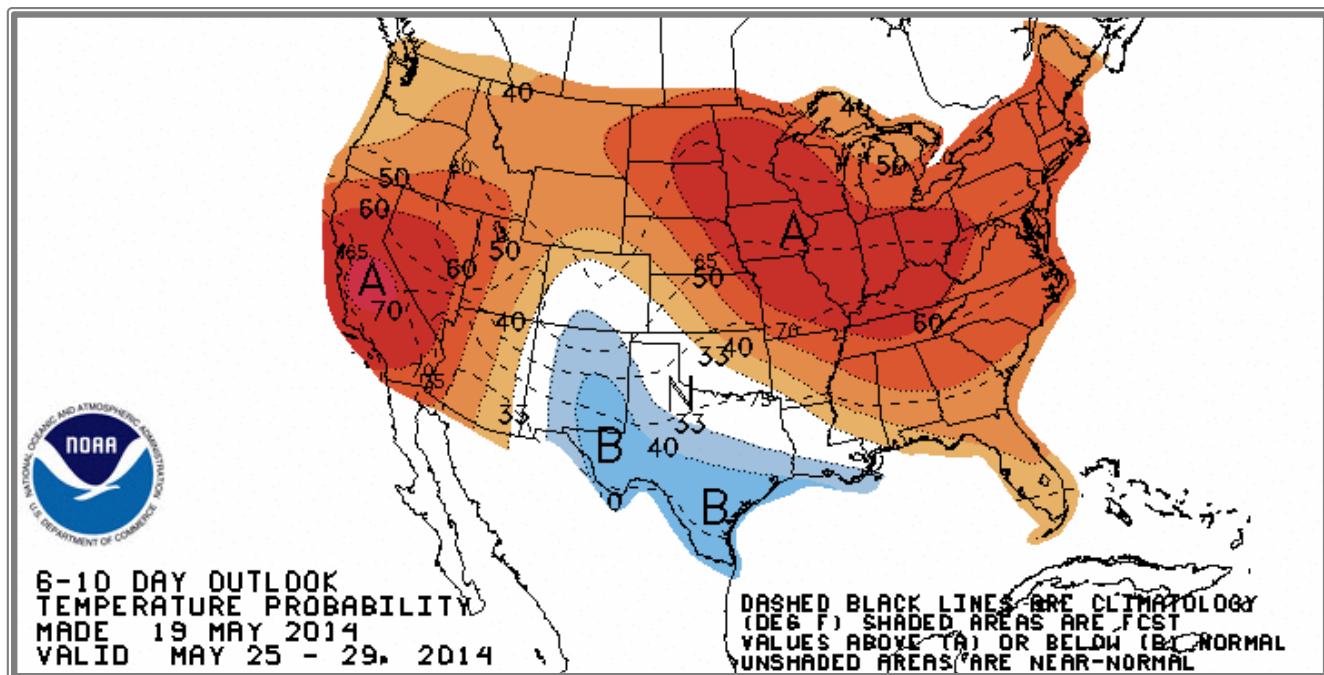 40
40
50
60
50
60
A
50
65
50
60
A
65
A
70
60
40
70
40
33
70
75
33
N
75
33
B
40
B
NATIONAL OCEANIC AND ATMOSPHERIC ADMINISTRATION
NOAA
U.S. DEPARTMENT OF COMMERCE
6-10 DAY OUTLOOK
TEMPERATURE PROBABILITY
MADE 19 MAY 2014
VALID MAY 25 - 29, 2014
DASHED BLACK LINES ARE CLIMATOLOGY
(DEG F) SHADED AREAS ARE FCST
VALUES ABOVE (A) OR BELOW (B) NORMAL
UNSHADED AREAS ARE NEAR-NORMAL